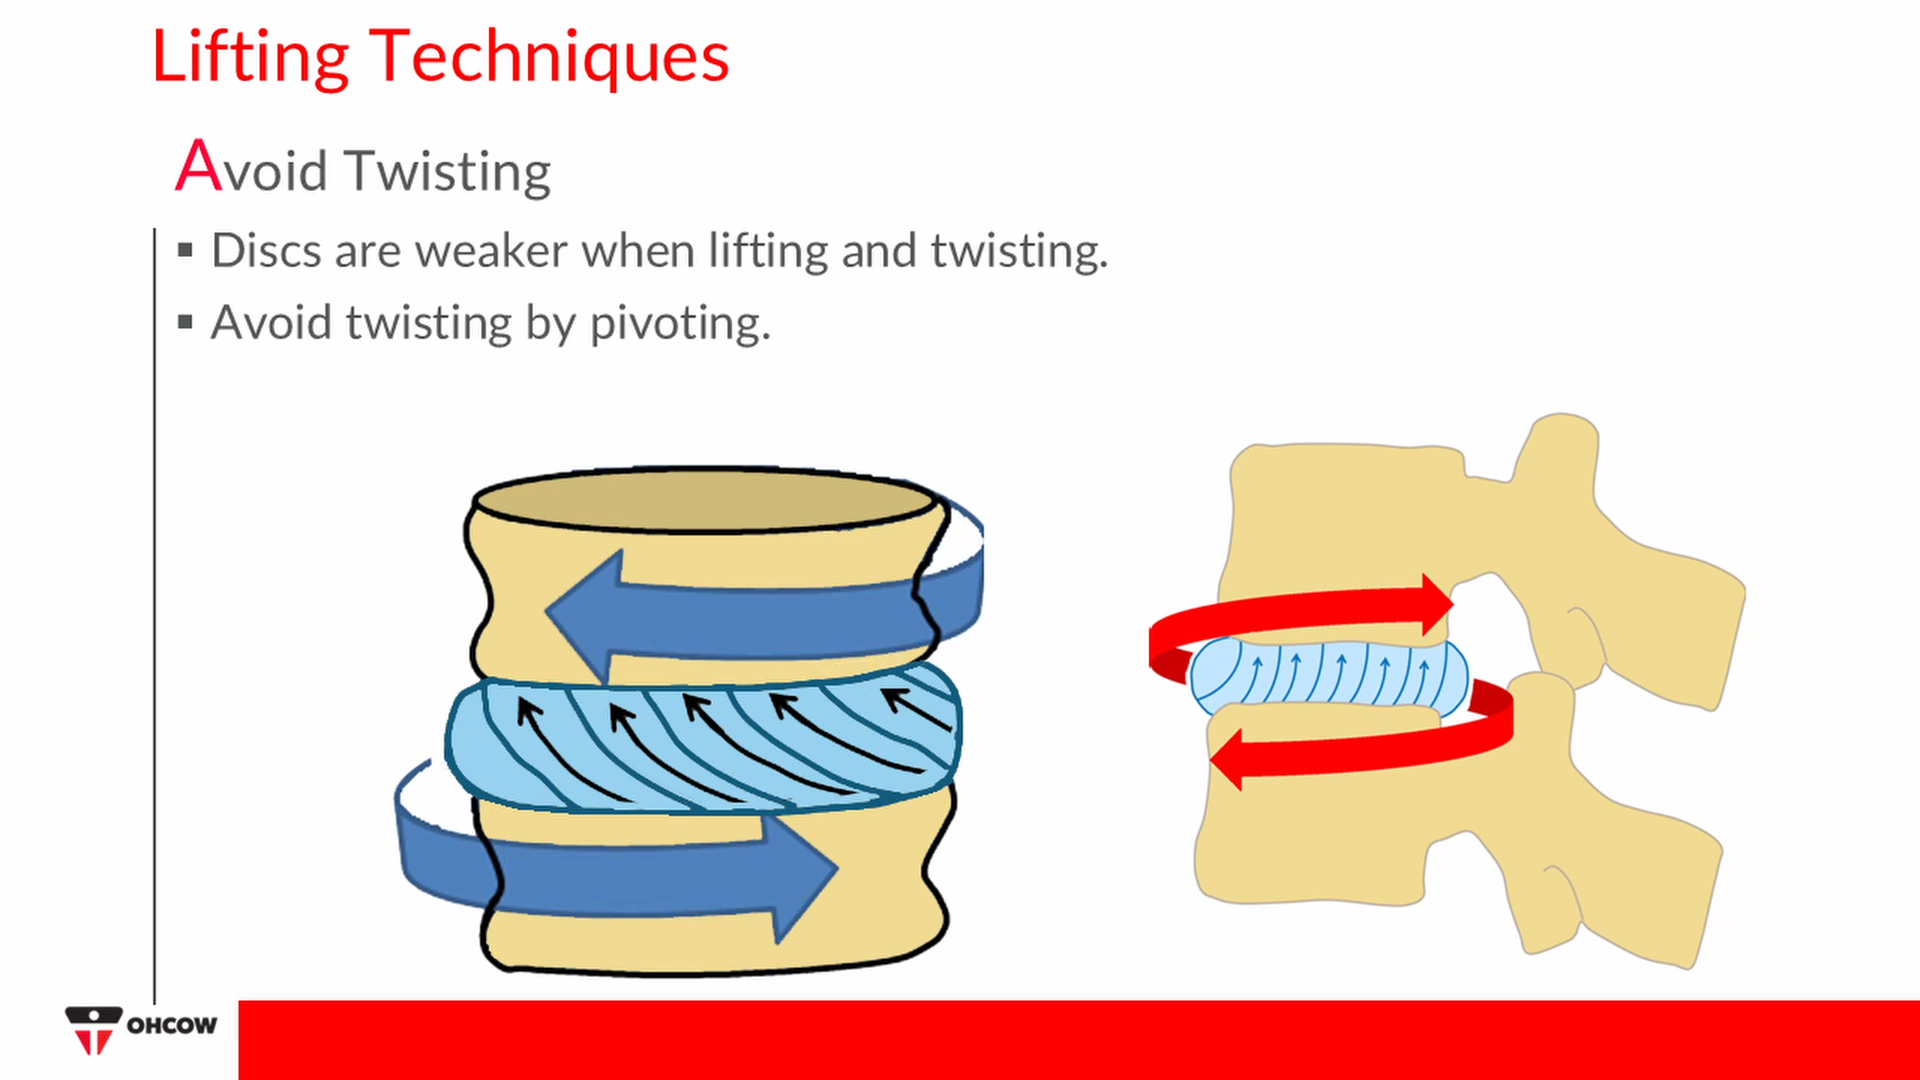 Lifting Techniques
Avoid Twisting
▪ Discs are weaker when lifting and twisting.
▪ Avoid twisting by pivoting.
OHCOW